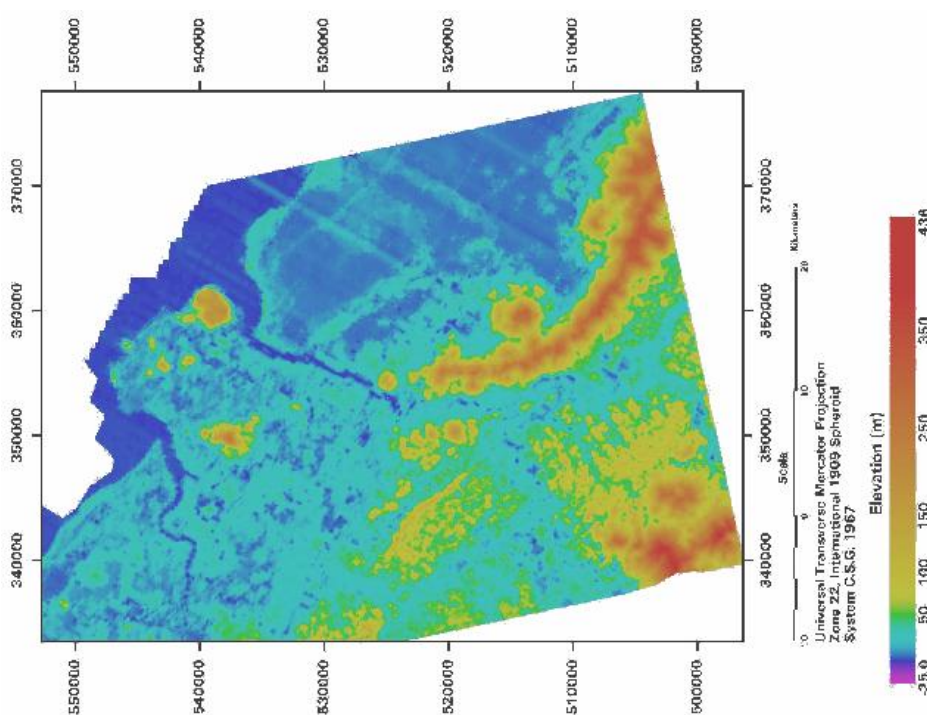 550000 540000 530000 520000 510000 500000
370000 370000
360000 360000
350000 350000
340000 340000
550000 540000 530000 520000 510000 500000
10 0 10 20 Kilometers
Scale
Universal Transverse Mercator Projection
Zone 22, International 1909 Spheroid
System C.S.G. 1967
Elevation (m)
50 100 150 250 350 436